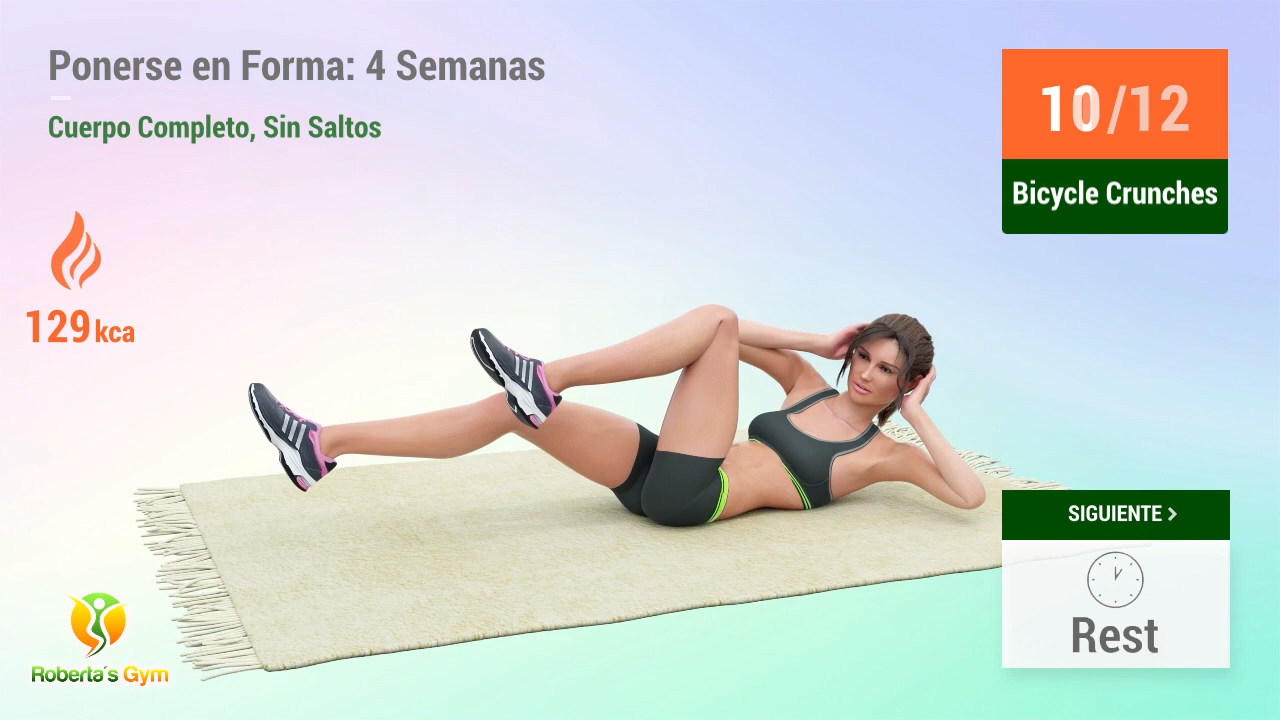 Ponerse en Forma: 4 Semanas
Cuerpo Completo, Sin Saltos
10/12
Bicycle Crunches
129 kca
SIGUIENTE >
Rest
Roberta´s Gym